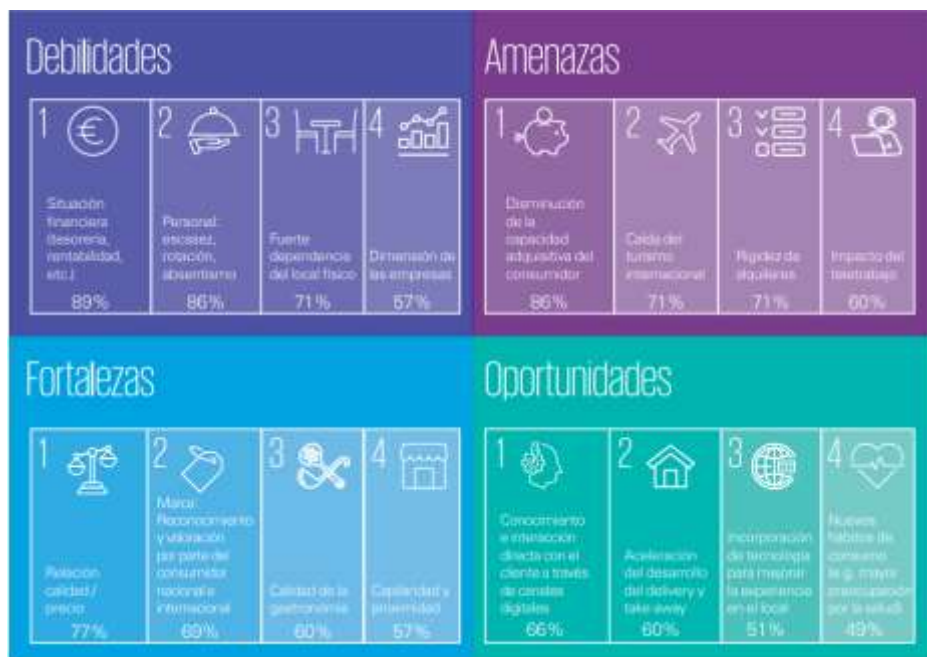 Debilidades
1
Situación
financiera
(tesorería,
rentabilidad,
etc.)
89%
2
Personal:
escasez,
rotación,
absentismo
86%
3
Fuerte
dependencia
del local físico
71%
4
Dimensión de
las empresas
57%
Amenazas
1
Disminución
de la
capacidad
adquisitiva del
consumidor
86%
2
Caída del
turismo
internacional
71%
3
Rigidez de
alquileres
71%
4
Impacto del
teletrabajo
60%
Fortalezas
1
Relación
calidad /
precio
77%
2
Marca:
Reconocimiento
y valoración
por parte del
consumidor
nacional e
internacional
69%
3
Calidad de la
gastronomía
60%
4
Capilaridad y
proximidad
57%
Oportunidades
1
Conocimiento
e interacción
directa con el
cliente a través
de canales
digitales
66%
2
Aceleración
del desarrollo
del delivery y
take-away
60%
3
Incorporación
de tecnología
para mejorar
la experiencia
en el local
51%
4
Nuevos
hábitos de
consumo
(e.g. mayor
preocupación
por la salud)
49%